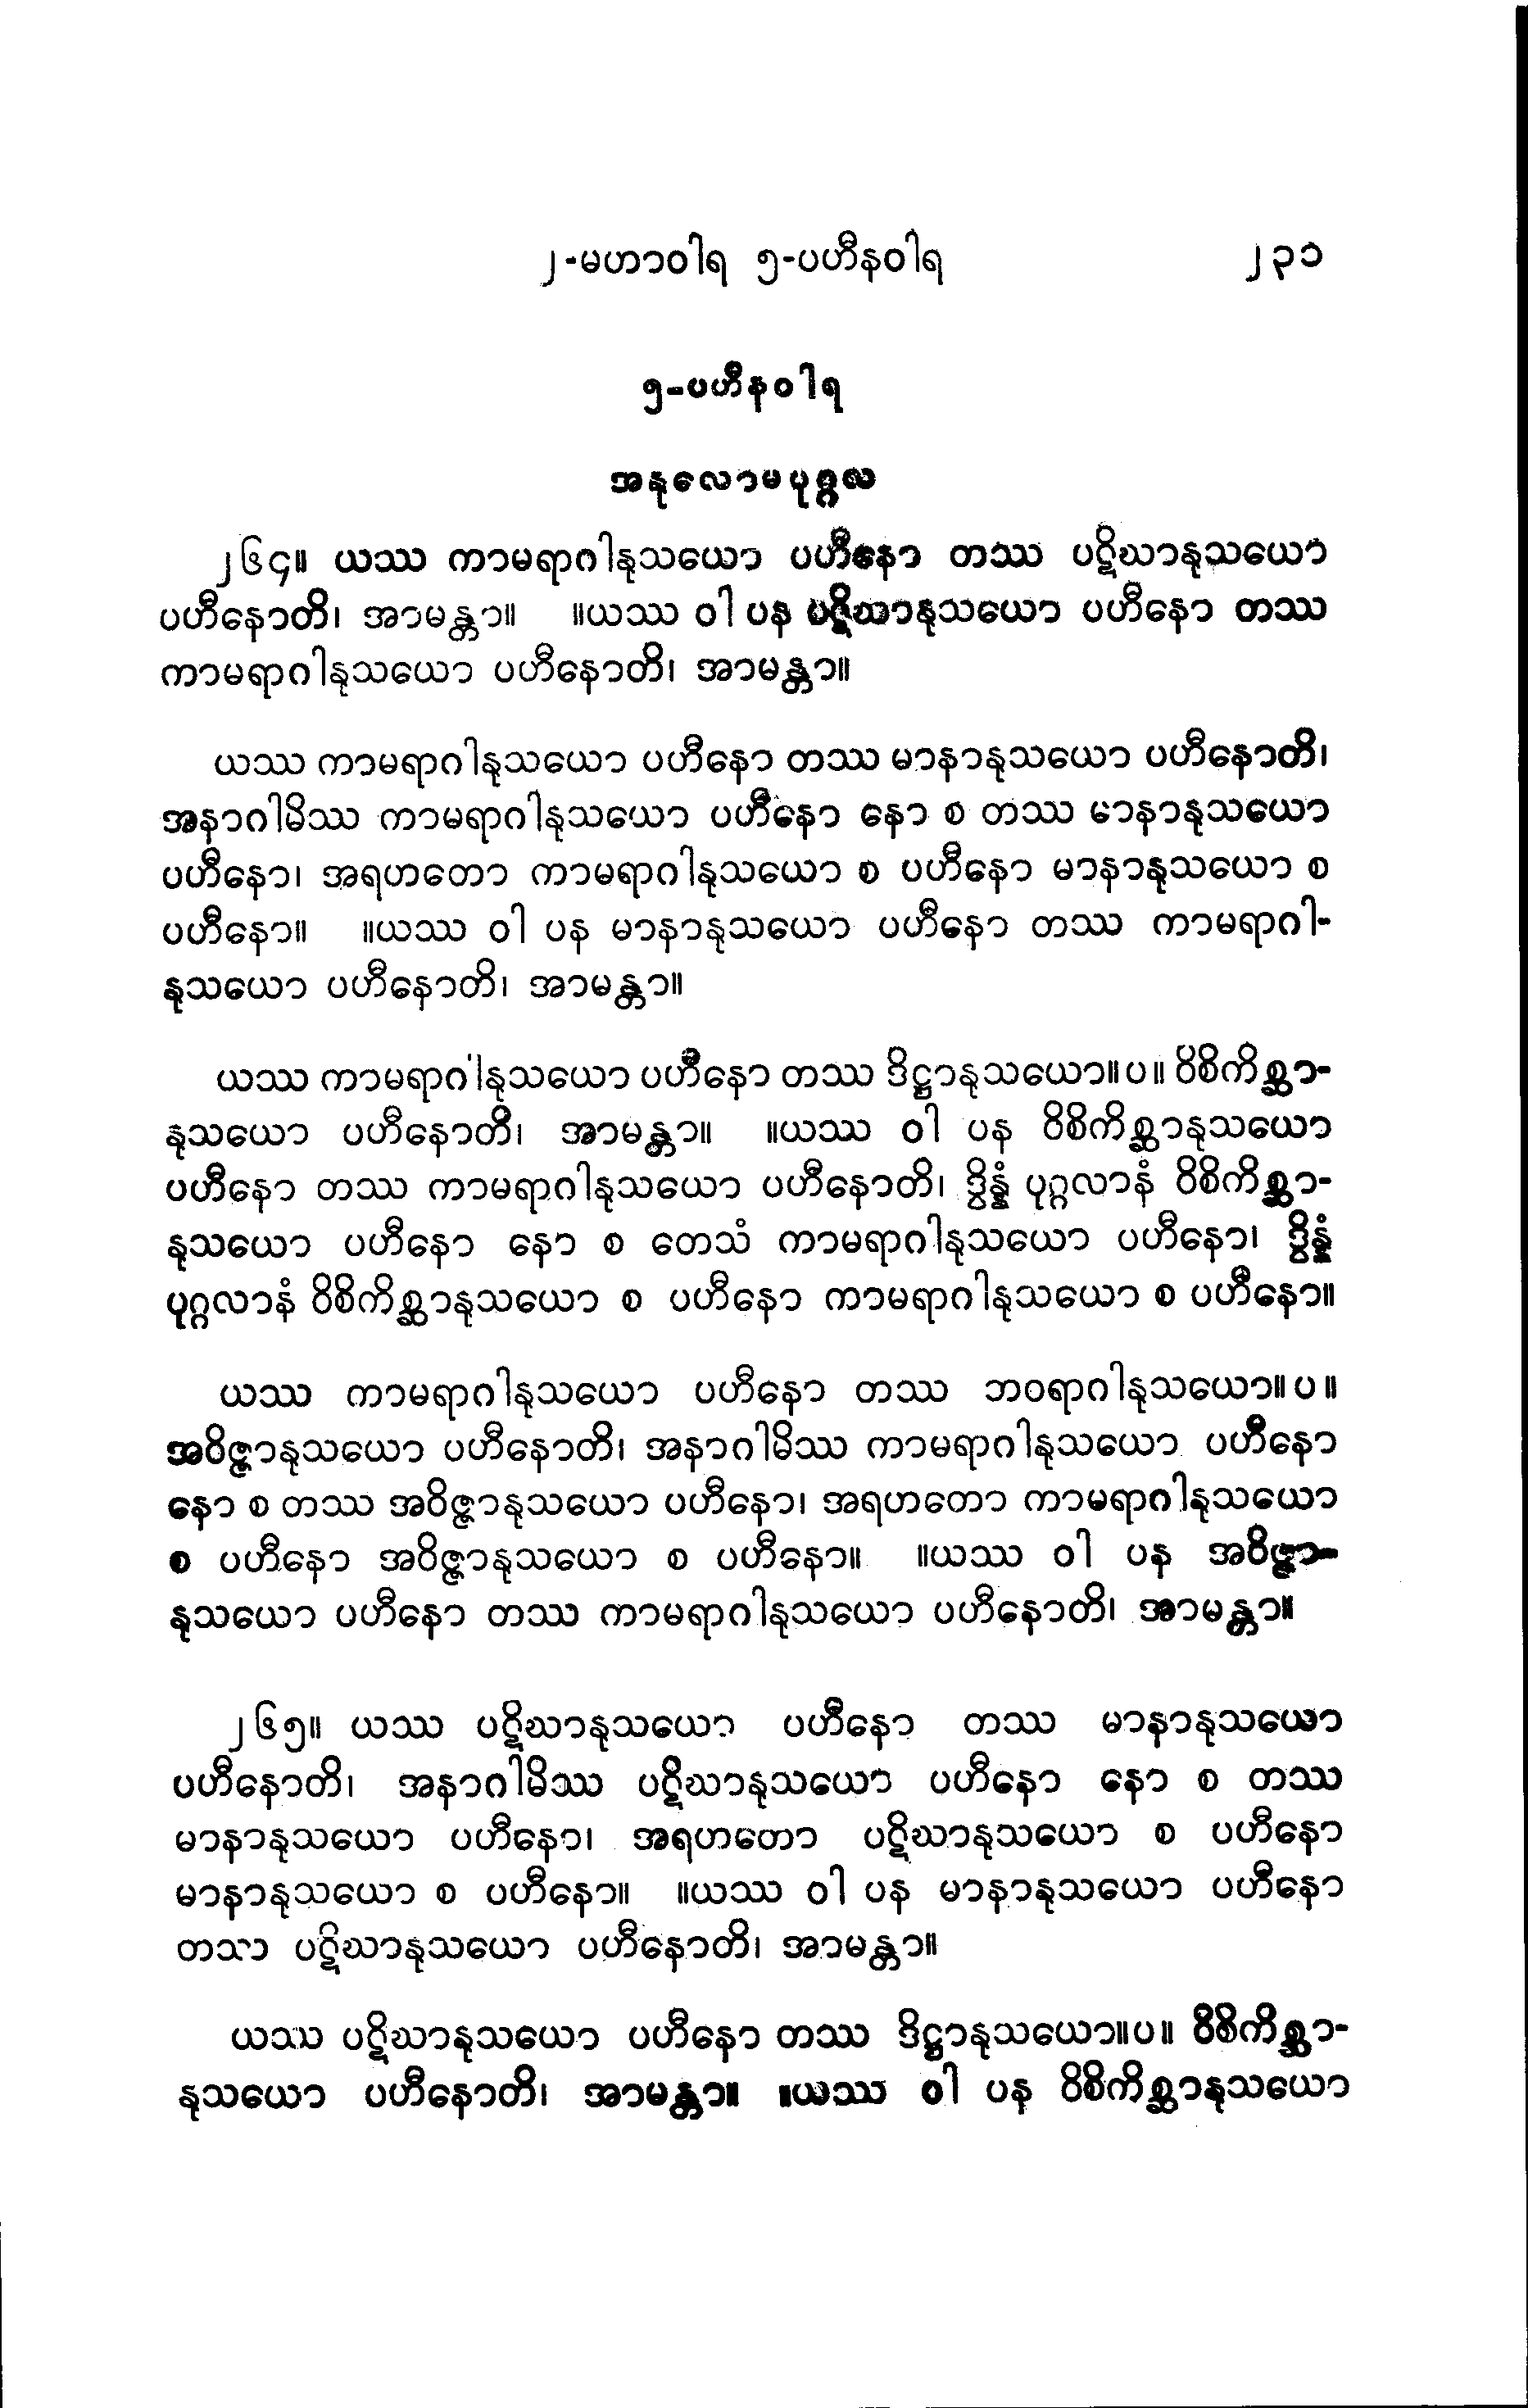 ၂-မဟာဝါရ ၅-ပဟီနဝါရ ၂၃၁
၅-ပဟီနဝါရ
အနုလောမပုဂ္ဂလ
၂၆၄။ ယဿ ကာမရာဂါနုသယော ပဟီနော တဿ ပဋိဃာနုသယော
ပဟီနောတိ၊ အာမန္တာ။ ။ယဿ ဝါ ပန ပဋိဃာနုသယော ပဟီနော တဿ
ကာမရာဂါနုသယော ပဟီနောတိ၊ အာမန္တာ။
ယဿ ကာမရာဂါနုသယော ပဟီနော တဿ မာနာနုသယော ပဟီနောတိ၊
အနာဂါမိဿ ကာမရာဂါနုသယော ပဟီနော နော စ တဿ မာနာနုသယော
ပဟီနော၊ အရဟတော ကာမရာဂါနုသယော စ ပဟီနော မာနာနုသယော စ
ပဟီနော။ ။ယဿ ဝါ ပန မာနာနုသယော ပဟီနော တဿ ကာမရာဂါ-
နုသယော ပဟီနောတိ၊ အာမန္တာ။
ယဿ ကာမရာဂါနုသယော ပဟီနော တဿ ဒိဋ္ဌာနုသယော။ပ။ ဝိစိကိစ္ဆာ-
နုသယော ပဟီနောတိ၊ အာမန္တာ။ ။ယဿ ဝါ ပန ဝိစိကိစ္ဆာနုသယော
ပဟီနော တဿ ကာမရာဂါနုသယော ပဟီနောတိ၊ ဒွိန္နံ ပုဂ္ဂလာနံ ဝိစိကိစ္ဆာ-
နုသယော ပဟီနော နော စ တေသံ ကာမရာဂါနုသယော ပဟီနော၊ ဒွိန္နံ
ပုဂ္ဂလာနံ ဝိစိကိစ္ဆာနုသယော စ ပဟီနော ကာမရာဂါနုသယော စ ပဟီနော။
ယဿ ကာမရာဂါနုသယော ပဟီနော တဿ ဘဝရာဂါနုသယော။ပ။
အဝိဇ္ဇာနုသယော ပဟီနောတိ၊ အနာဂါမိဿ ကာမရာဂါနုသယော ပဟီနော
နော စ တဿ အဝိဇ္ဇာနုသယော ပဟီနော၊ အရဟတော ကာမရာဂါနုသယော
စ ပဟီနော အဝိဇ္ဇာနုသယော စ ပဟီနော။ ။ယဿ ဝါ ပန အဝိဇ္ဇာ-
နုသယော ပဟီနော တဿ ကာမရာဂါနုသယော ပဟီနောတိ၊ အာမန္တာ။
၂၆၅။ ယဿ ပဋိဃာနုသယော ပဟီနော တဿ မာနာနုသယော
ပဟီနောတိ၊ အနာဂါမိဿ ပဋိဃာနုသယော ပဟီနော နော စ တဿ
မာနာနုသယော ပဟီနော၊ အရဟတော ပဋိဃာနုသယော စ ပဟီနော
မာနာနုသယော စ ပဟီနော။ ။ယဿ ဝါ ပန မာနာနုသယော ပဟီနော
တဿ ပဋိဃာနုသယော ပဟီနောတိ၊ အာမန္တာ။
ယဿ ပဋိဃာနုသယော ပဟီနော တဿ ဒိဋ္ဌာနုသယော။ပ။ ဝိစိကိစ္ဆာ-
နုသယော ပဟီနောတိ၊ အာမန္တာ။ ။ယဿ ဝါ ပန ဝိစိကိစ္ဆာနုသယော